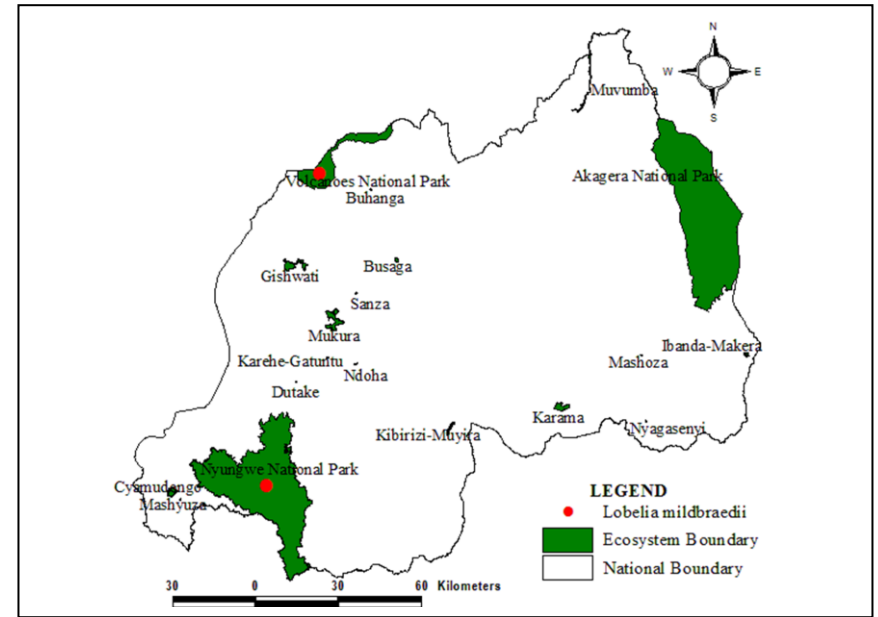 N
W E
S
Muvumba
Akagera National Park
Volcanoes National Park
Buhanga
Gishwati
Busaga
Sanza
Mukura
Ibanda-Makera
Karehe-Gaturitu
Mashoza
Ndoha
Dutake
Karama
Kibirizi-Muyira
Nyagasenyi
Nyungwe National Park
Cyamudongo
Mashyuza
LEGEND
Lobelia mildbraedii
Ecosystem Boundary
National Boundary
30 0 30 60 Kilometers